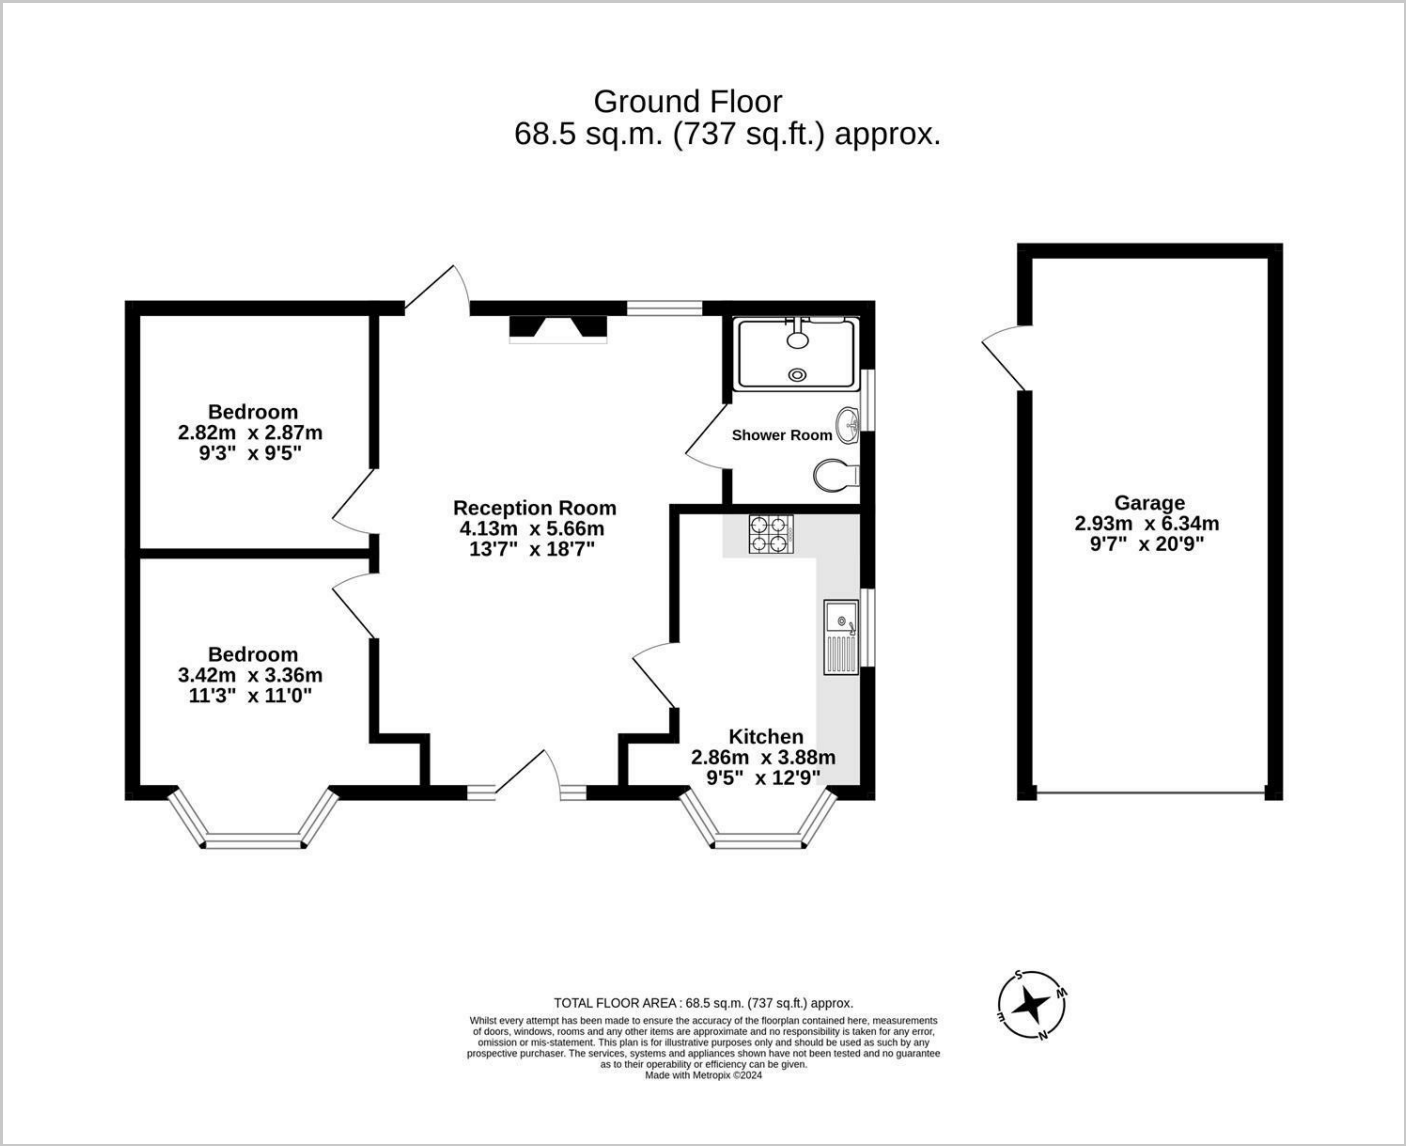 Ground Floor
68.5 sq.m. (737 sq.ft.) approx.
Bedroom
2.82m x 2.87m
9'3" x 9'5"
Shower Room
Reception Room
4.13m x 5.66m
13'7" x 18'7"
Garage
2.93m x 6.34m
9'7" x 20'9"
Bedroom
3.42m x 3.36m
11'3" x 11'0"
Kitchen
2.86m x 3.88m
9'5" x 12'9"
S
W
E
N
TOTAL FLOOR AREA : 68.5 sq.m. (737 sq.ft.) approx.
Whilst every attempt has been made to ensure the accuracy of the floorplan contained here, measurements
of doors, windows, rooms and any other items are approximate and no responsibility is taken for any error,
omission or mis-statement. This plan is for illustrative purposes only and should be used as such by any
prospective purchaser. The services, systems and appliances shown have not been tested and no guarantee
as to their operability or efficiency can be given.
Made with Metropix ©2024